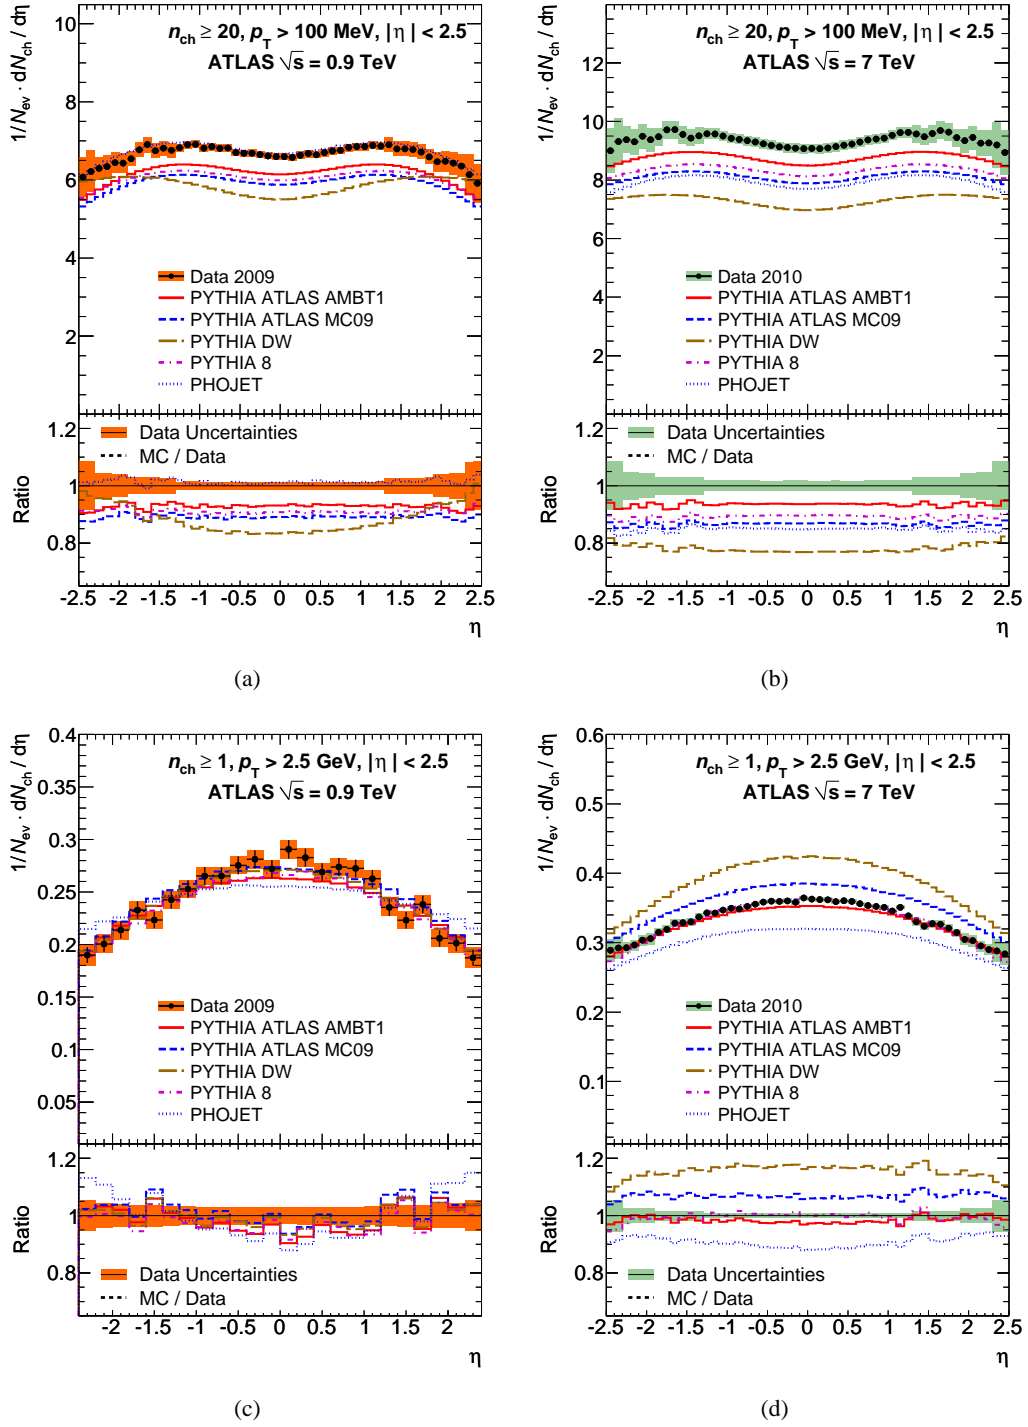 1/N_ev · dN_ch / dη
n_ch ≥ 20, p_T > 100 MeV, |η| < 2.5
ATLAS √s = 0.9 TeV
10
8
6
4
2
Data 2009
PYTHIA ATLAS AMBT1
PYTHIA ATLAS MC09
PYTHIA DW
PYTHIA 8
PHOJET
Ratio
1.2
1
0.8
Data Uncertainties
MC / Data
-2.5 -2 -1.5 -1 -0.5 0 0.5 1 1.5 2 2.5
η
(a)
1/N_ev · dN_ch / dη
n_ch ≥ 20, p_T > 100 MeV, |η| < 2.5
ATLAS √s = 7 TeV
12
10
8
6
4
2
Data 2010
PYTHIA ATLAS AMBT1
PYTHIA ATLAS MC09
PYTHIA DW
PYTHIA 8
PHOJET
Ratio
1.2
1
0.8
Data Uncertainties
MC / Data
-2.5 -2 -1.5 -1 -0.5 0 0.5 1 1.5 2 2.5
η
(b)
1/N_ev · dN_ch / dη
n_ch ≥ 1, p_T > 2.5 GeV, |η| < 2.5
ATLAS √s = 0.9 TeV
0.4
0.35
0.3
0.25
0.2
0.15
0.1
0.05
Data 2009
PYTHIA ATLAS AMBT1
PYTHIA ATLAS MC09
PYTHIA DW
PYTHIA 8
PHOJET
Ratio
1.2
1
0.8
Data Uncertainties
MC / Data
-2 -1.5 -1 -0.5 0 0.5 1 1.5 2
η
(c)
1/N_ev · dN_ch / dη
n_ch ≥ 1, p_T > 2.5 GeV, |η| < 2.5
ATLAS √s = 7 TeV
0.6
0.5
0.4
0.3
0.2
0.1
Data 2010
PYTHIA ATLAS AMBT1
PYTHIA ATLAS MC09
PYTHIA DW
PYTHIA 8
PHOJET
Ratio
1.2
1
0.8
Data Uncertainties
MC / Data
-2.5 -2 -1.5 -1 -0.5 0 0.5 1 1.5 2 2.5
η
(d)